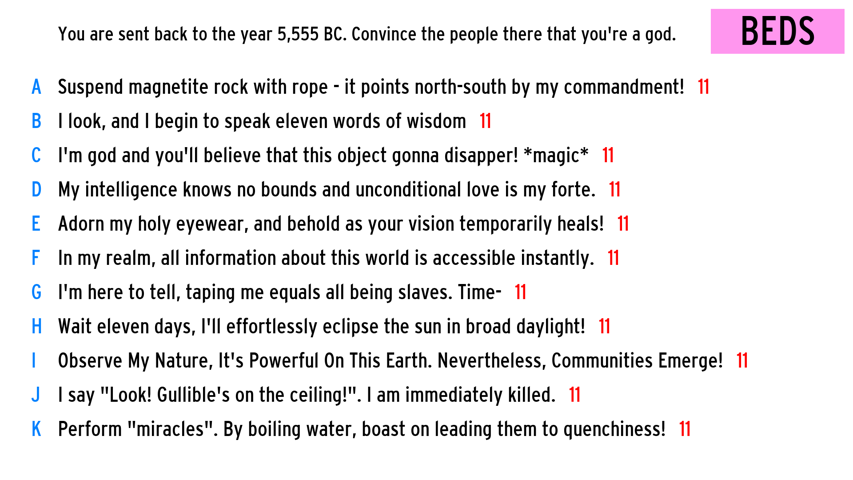 You are sent back to the year 5,555 BC. Convince the people there that you're a god.
BEDS
A Suspend magnetite rock with rope - it points north-south by my commandment! 11
B I look, and I begin to speak eleven words of wisdom 11
C I'm god and you'll believe that this object gonna disapper! *magic* 11
D My intelligence knows no bounds and unconditional love is my forte. 11
E Adorn my holy eyewear, and behold as your vision temporarily heals! 11
F In my realm, all information about this world is accessible instantly. 11
G I'm here to tell, taping me equals all being slaves. Time- 11
H Wait eleven days, I'll effortlessly eclipse the sun in broad daylight! 11
I Observe My Nature, It's Powerful On This Earth. Nevertheless, Communities Emerge! 11
J I say "Look! Gullible's on the ceiling!". I am immediately killed. 11
K Perform "miracles". By boiling water, boast on leading them to quenchiness! 11